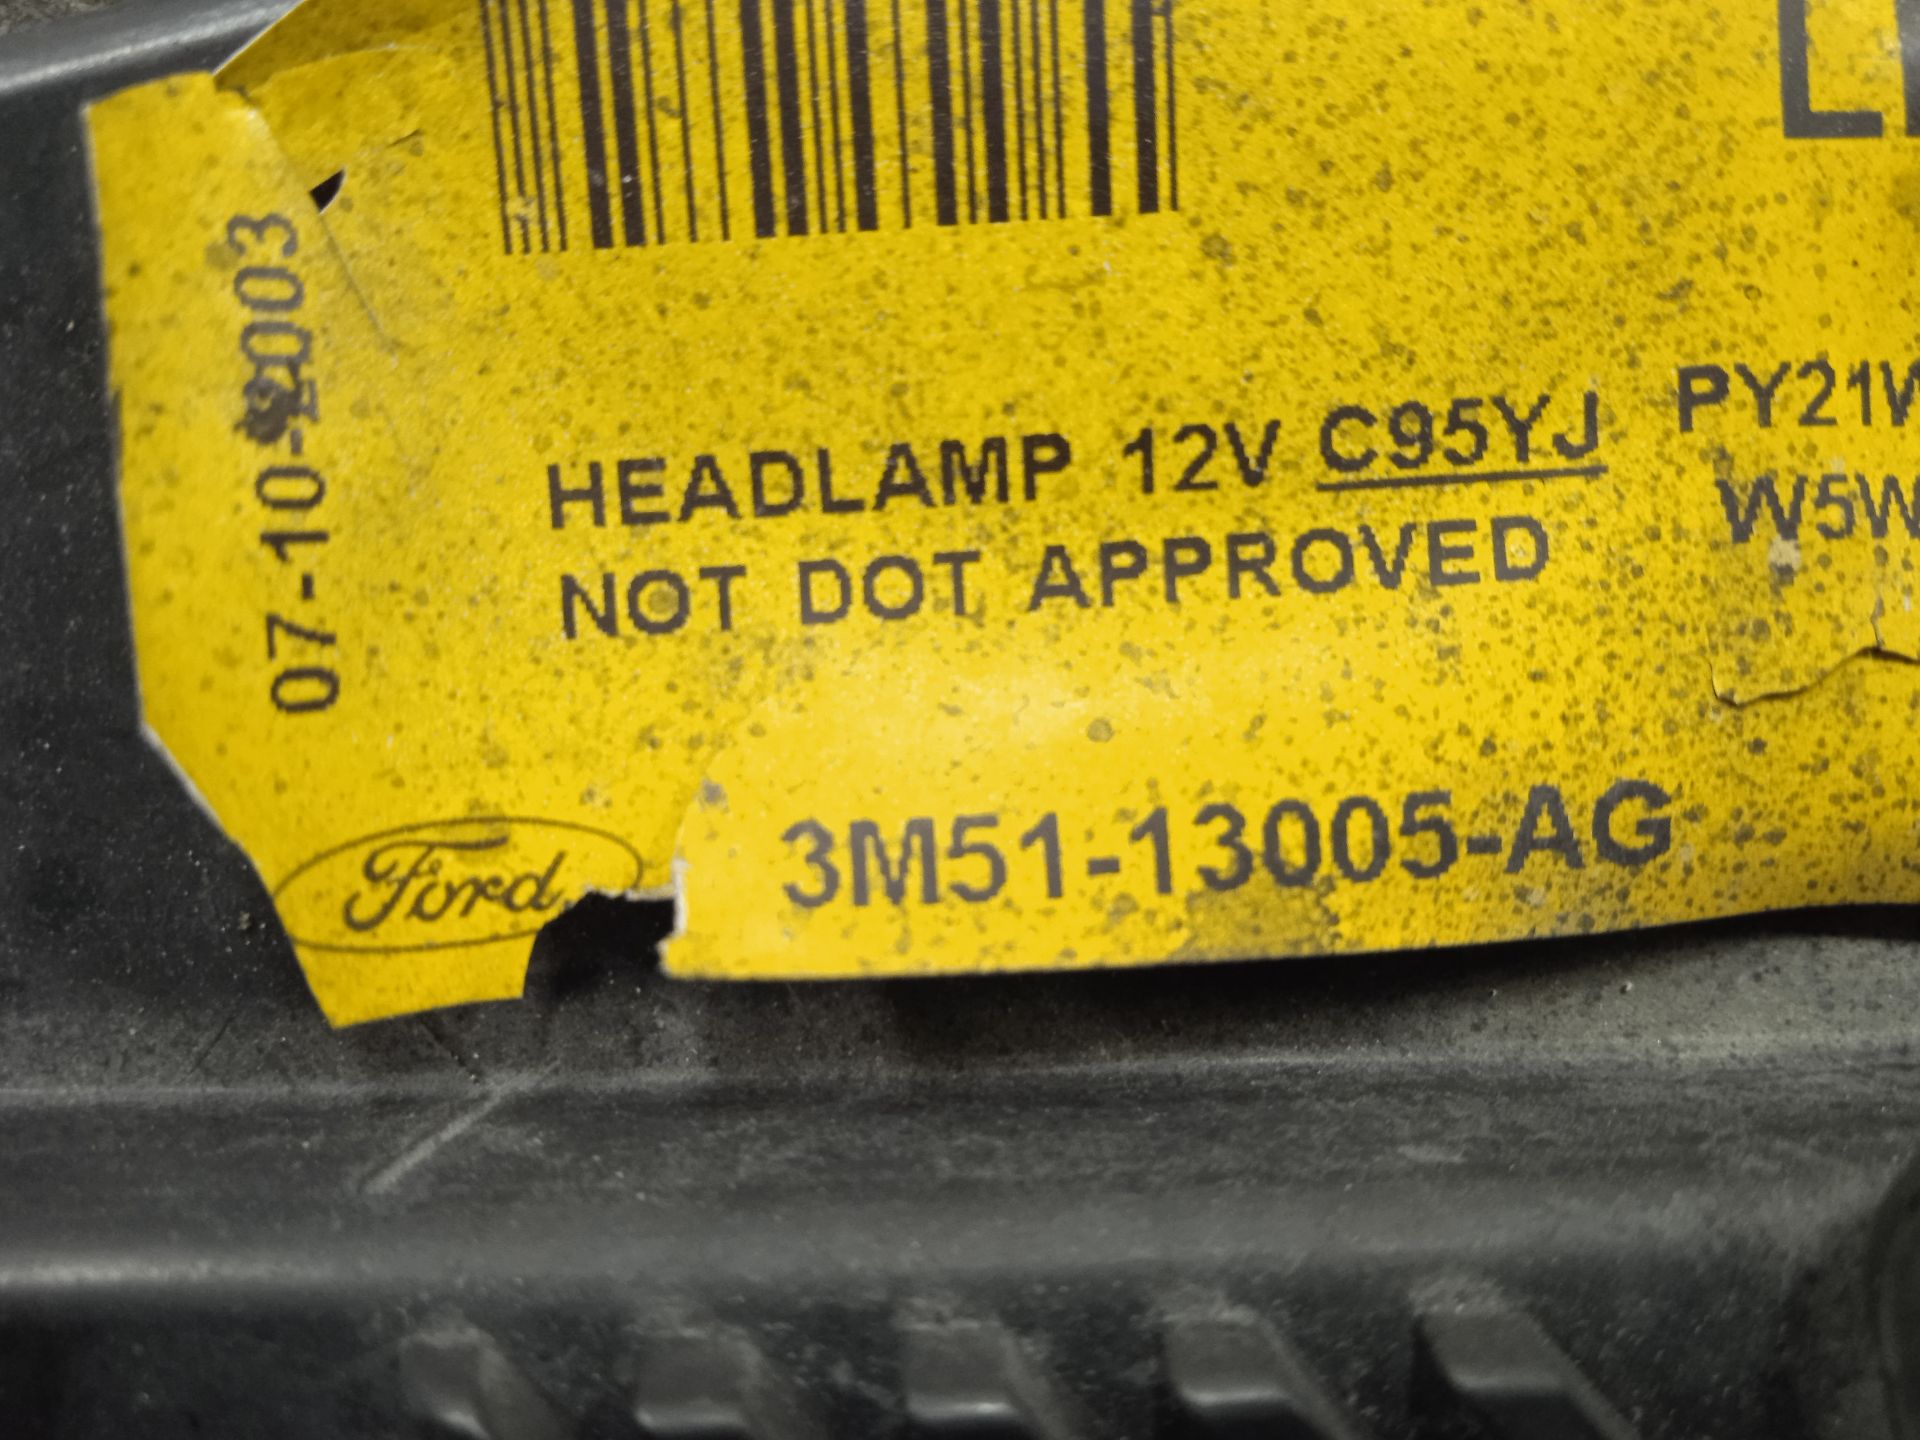 07-10-2003
HEADLAMP 12V C95YJ
NOT DOT APPROVED
PY21W
W5W
Ford
3M51-13005-AG